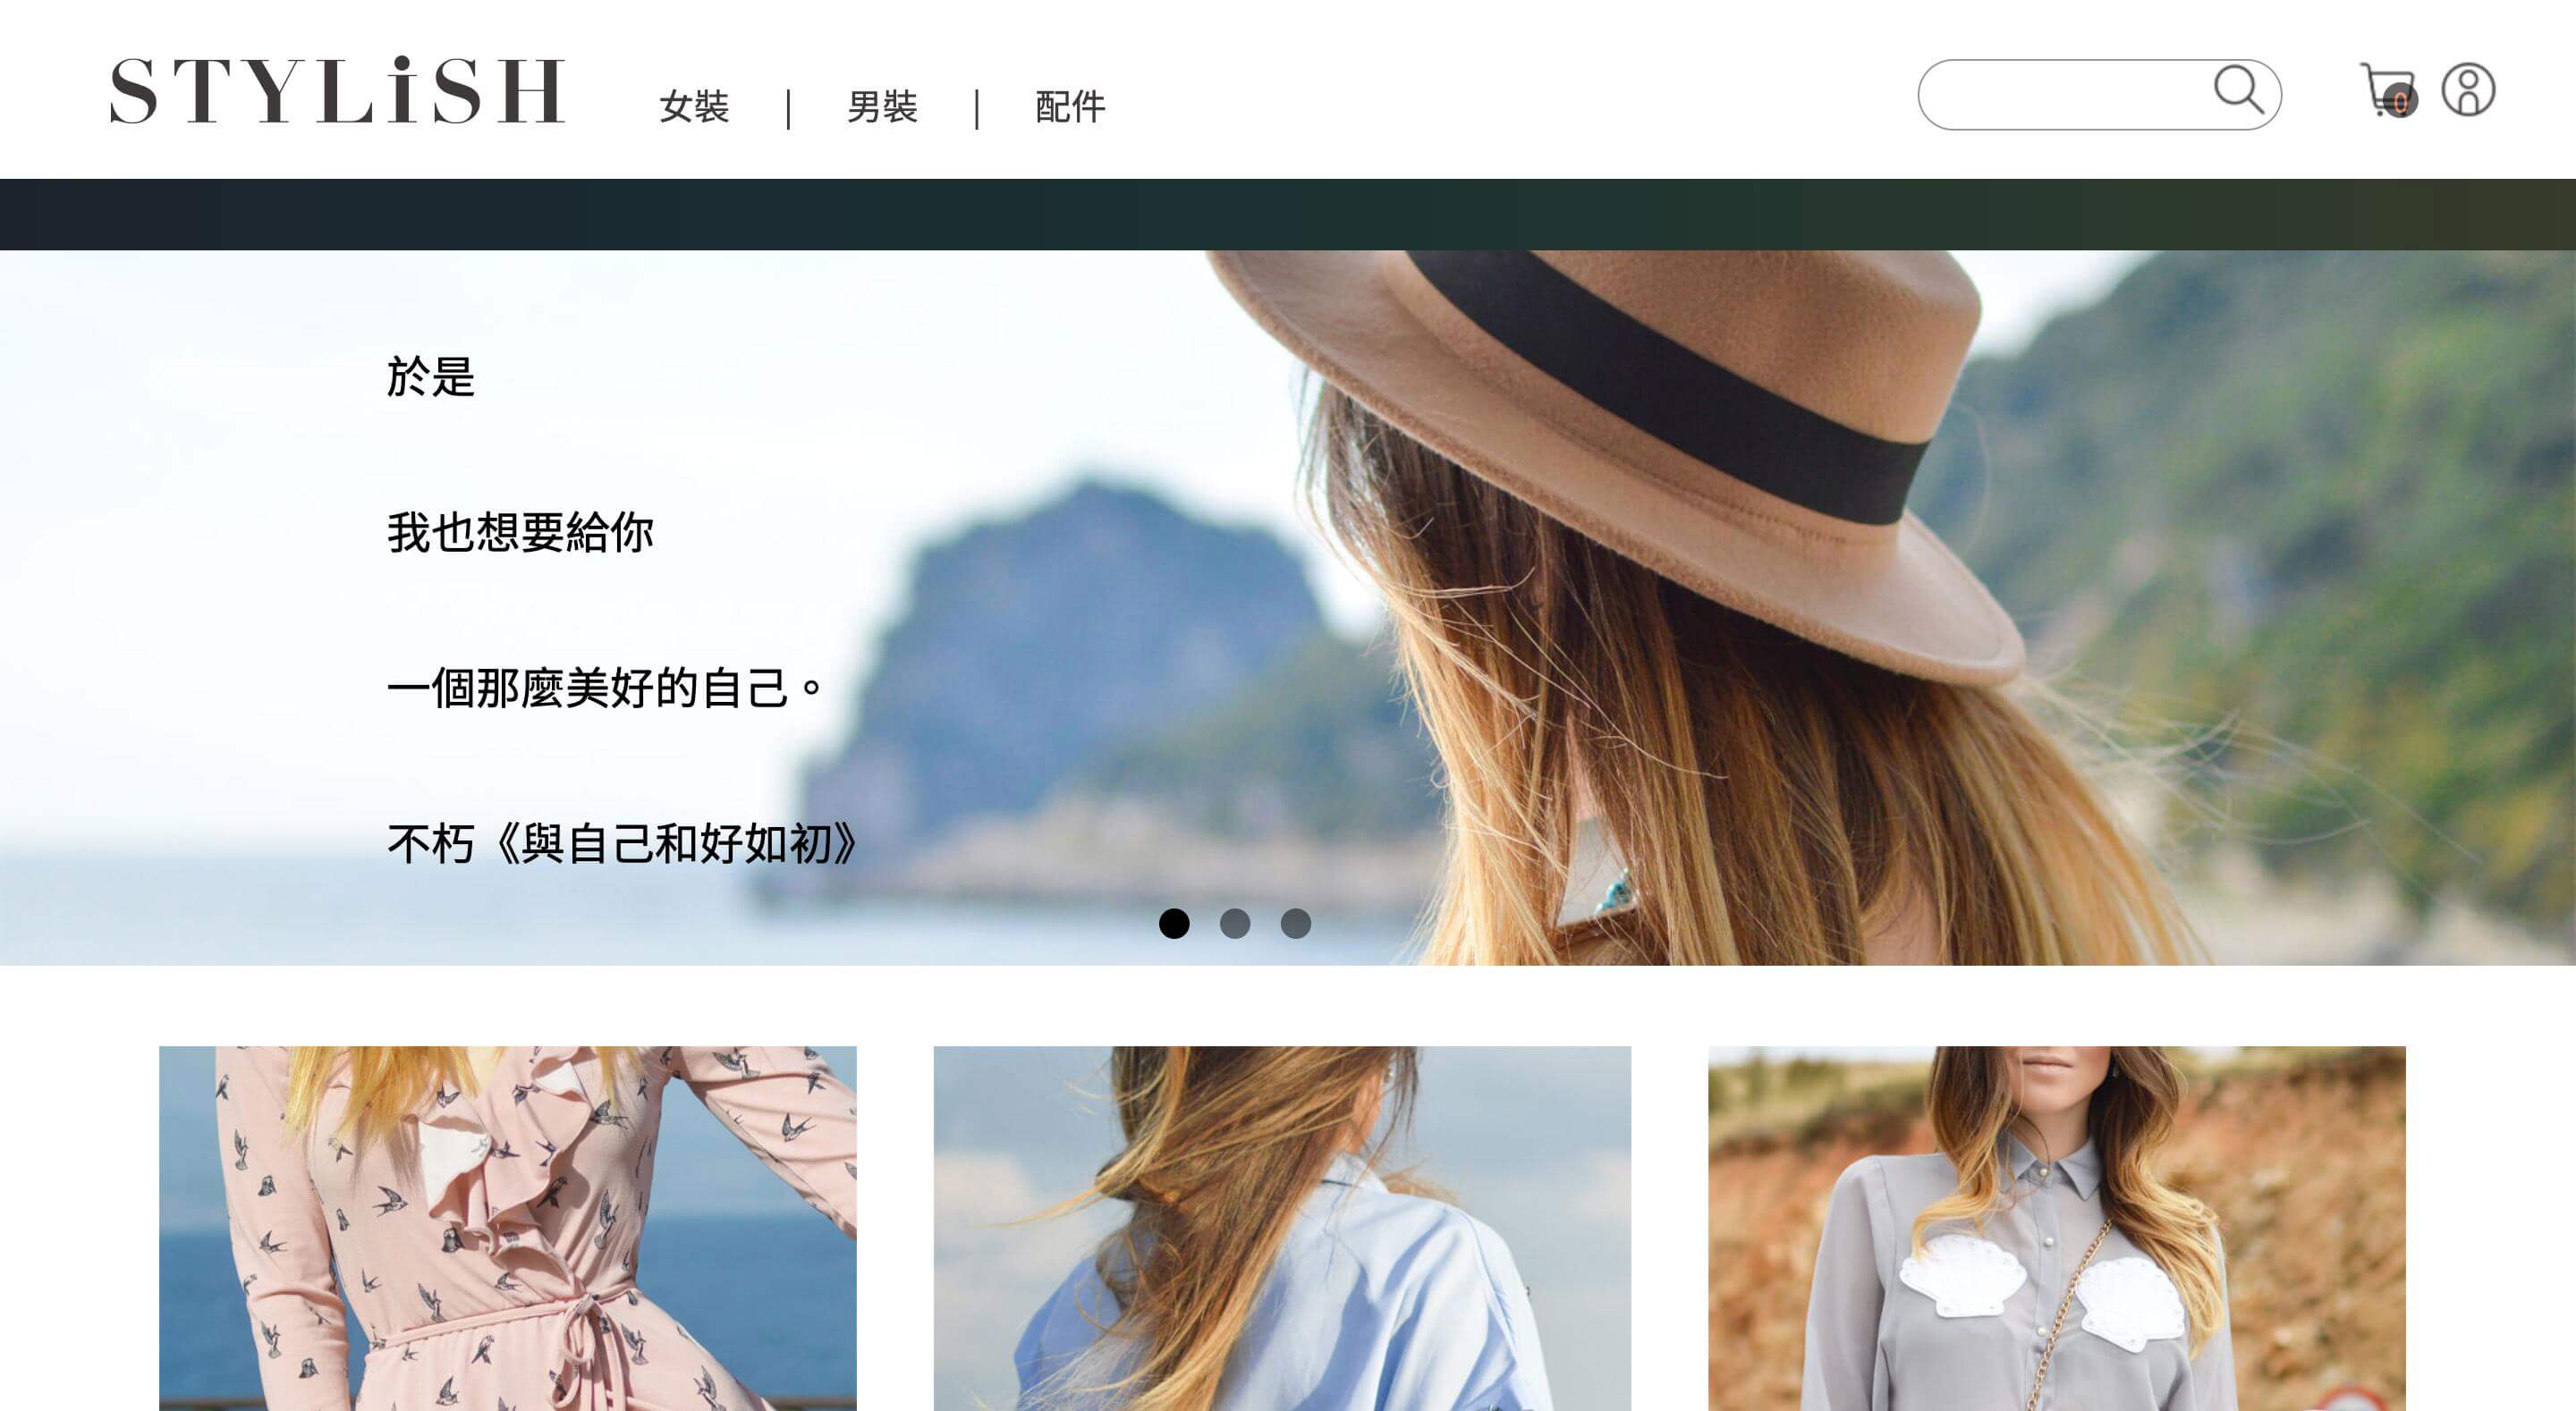 STYLiSH
女裝 | 男裝 | 配件
0
於是
我也想要給你
一個那麼美好的自己。
不朽《與自己和好如初》